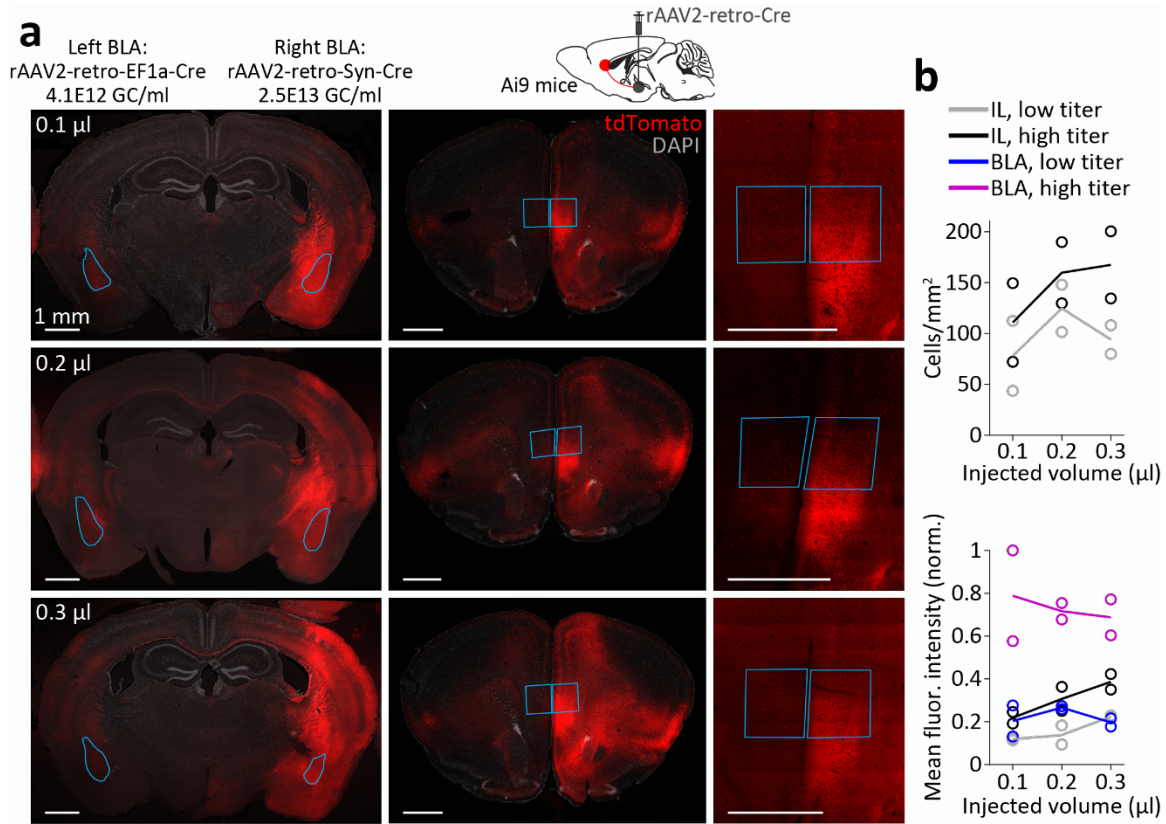 a
Left BLA:
rAAV2-retro-EF1a-Cre
4.1E12 GC/ml
Right BLA:
rAAV2-retro-Syn-Cre
2.5E13 GC/ml
rAAV2-retro-Cre
Ai9 mice
0.1 µl
1 mm
tdTomato
DAPI
0.2 µl
0.3 µl
b
IL, low titer
IL, high titer
BLA, low titer
BLA, high titer
Cells/mm²
200
150
100
50
0
0.1 0.2 0.3
Injected volume (µl)
Mean fluor. intensity (norm.)
1
0.8
0.6
0.4
0.2
0
0.1 0.2 0.3
Injected volume (µl)